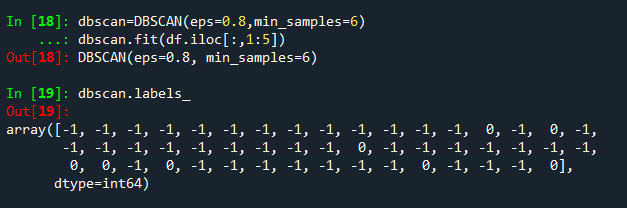 In [18]: dbscan=DBSCAN(eps=0.8,min_samples=6)
...: dbscan.fit(df.iloc[:,1:5])
Out[18]: DBSCAN(eps=0.8, min_samples=6)
In [19]: dbscan.labels_
Out[19]:
array([-1, -1, -1, -1, -1, -1, -1, -1, -1, -1, -1, -1, -1, 0, -1, 0, -1,
-1, -1, -1, -1, -1, -1, -1, -1, -1, 0, -1, -1, -1, -1, -1, -1, -1,
0, 0, -1, 0, -1, -1, -1, -1, -1, -1, -1, 0, -1, -1, -1, 0],
dtype=int64)